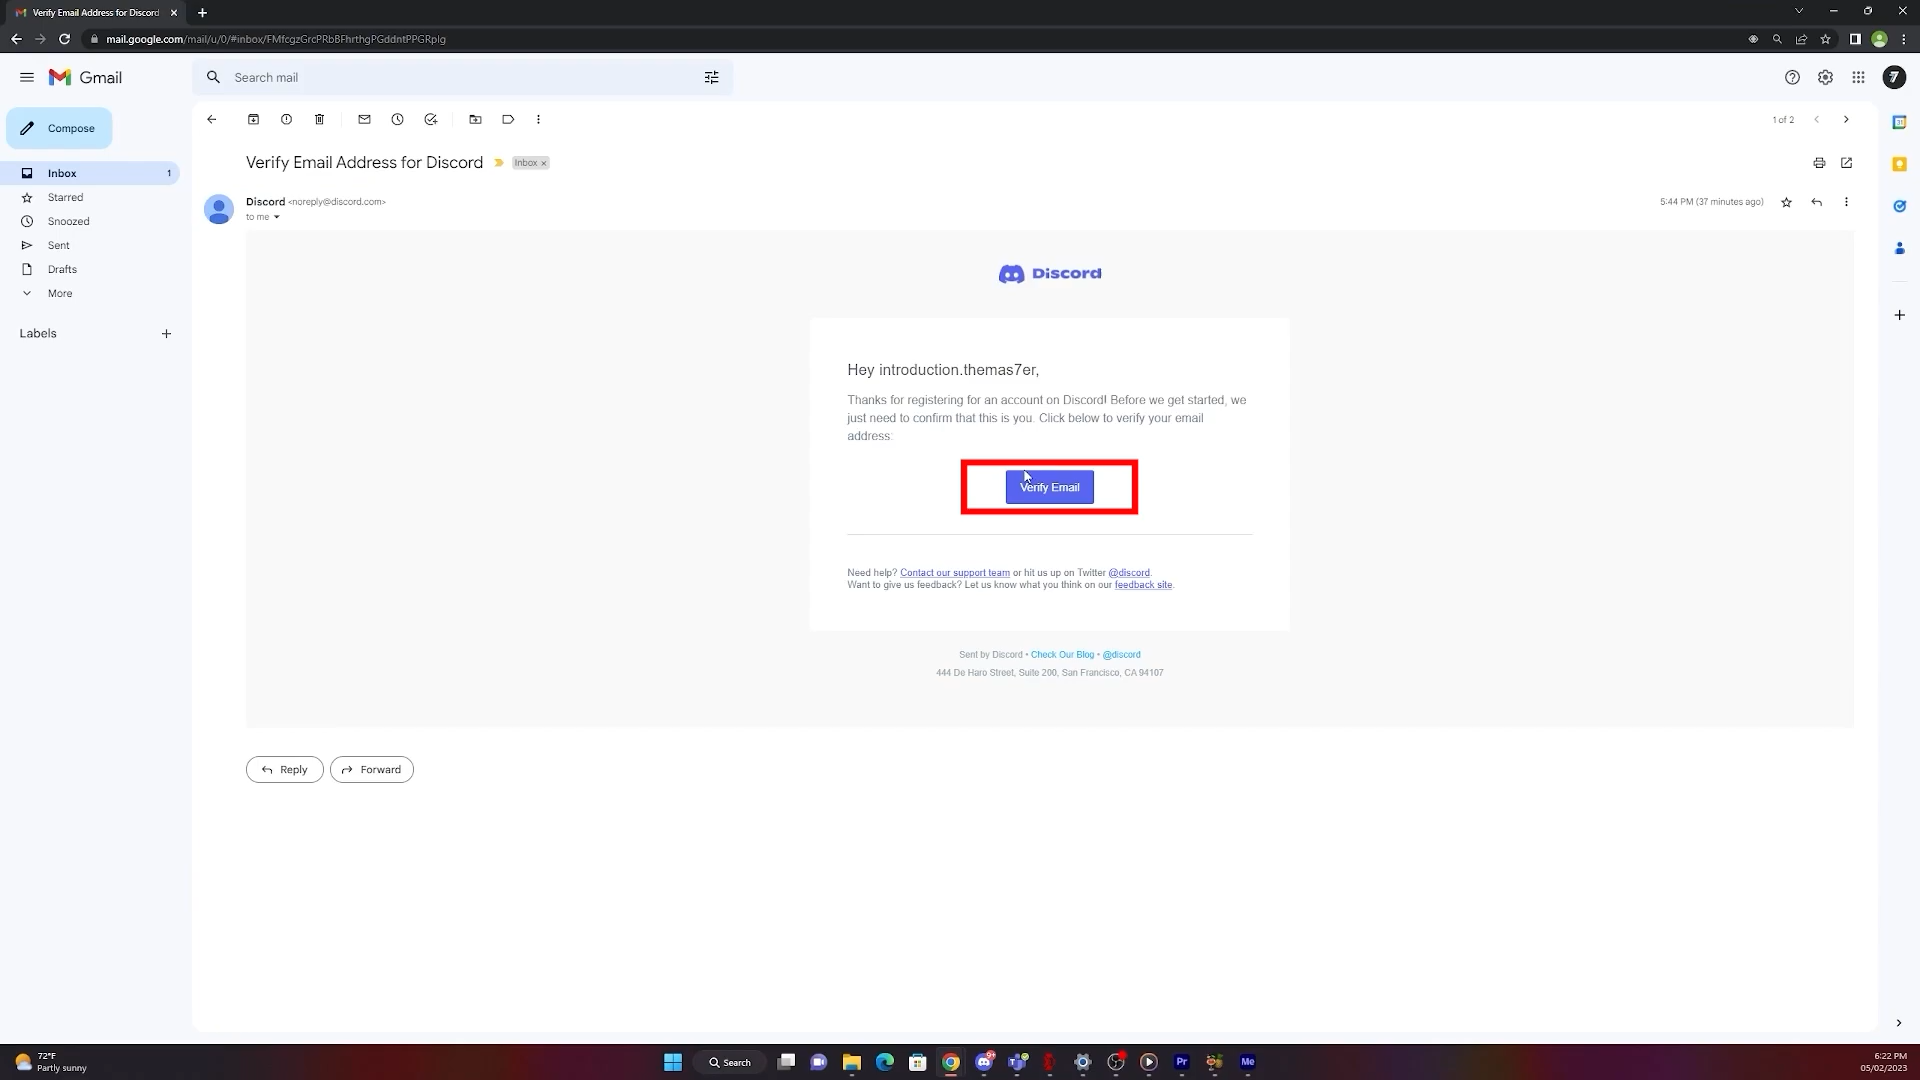 Verify Email Address for Discord
mail.google.com/mail/u/0/#inbox/FMfcgzGrcPRbBFhrthgPGddntPPGRplg
Gmail
Search mail
Compose
1 of 2
Inbox 1
Starred
Snoozed
Sent
Drafts
More
Labels
Verify Email Address for Discord
Inbox x
Discord <noreply@discord.com>
to me
5:44 PM (37 minutes ago)
Discord
Hey introduction.themas7er,
Thanks for registering for an account on Discord! Before we get started, we
just need to confirm that this is you. Click below to verify your email
address:
Verify Email
Need help? Contact our support team or hit us up on Twitter @discord.
Want to give us feedback? Let us know what you think on our feedback site.
Sent by Discord • Check Our Blog • @discord
444 De Haro Street, Suite 200, San Francisco, CA 94107
Reply
Forward
72°F
Partly sunny
Search
Pr
Me
6:22 PM
05/02/2023